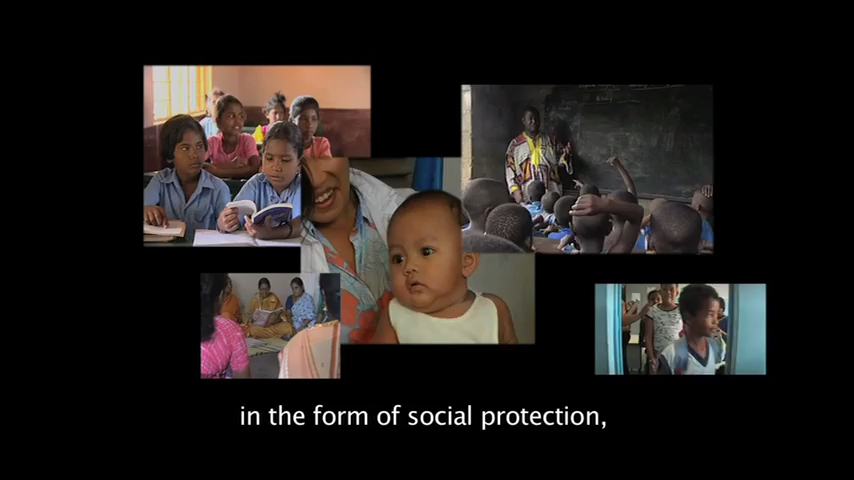 in the form of social protection,